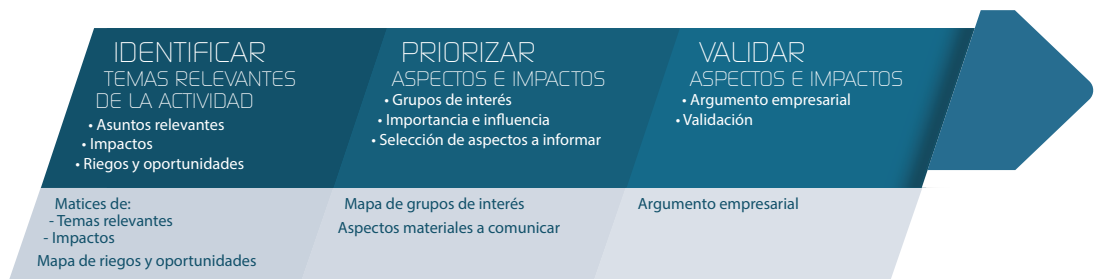 IDENTIFICAR
TEMAS RELEVANTES
DE LA ACTIVIDAD
• Asuntos relevantes
• Impactos
• Riegos y oportunidades
PRIORIZAR
ASPECTOS E IMPACTOS
• Grupos de interés
• Importancia e influencia
• Selección de aspectos a informar
VALIDAR
ASPECTOS E IMPACTOS
• Argumento empresarial
• Validación
Matices de:
- Temas relevantes
- Impactos
Mapa de riegos y oportunidades
Mapa de grupos de interés
Aspectos materiales a comunicar
Argumento empresarial